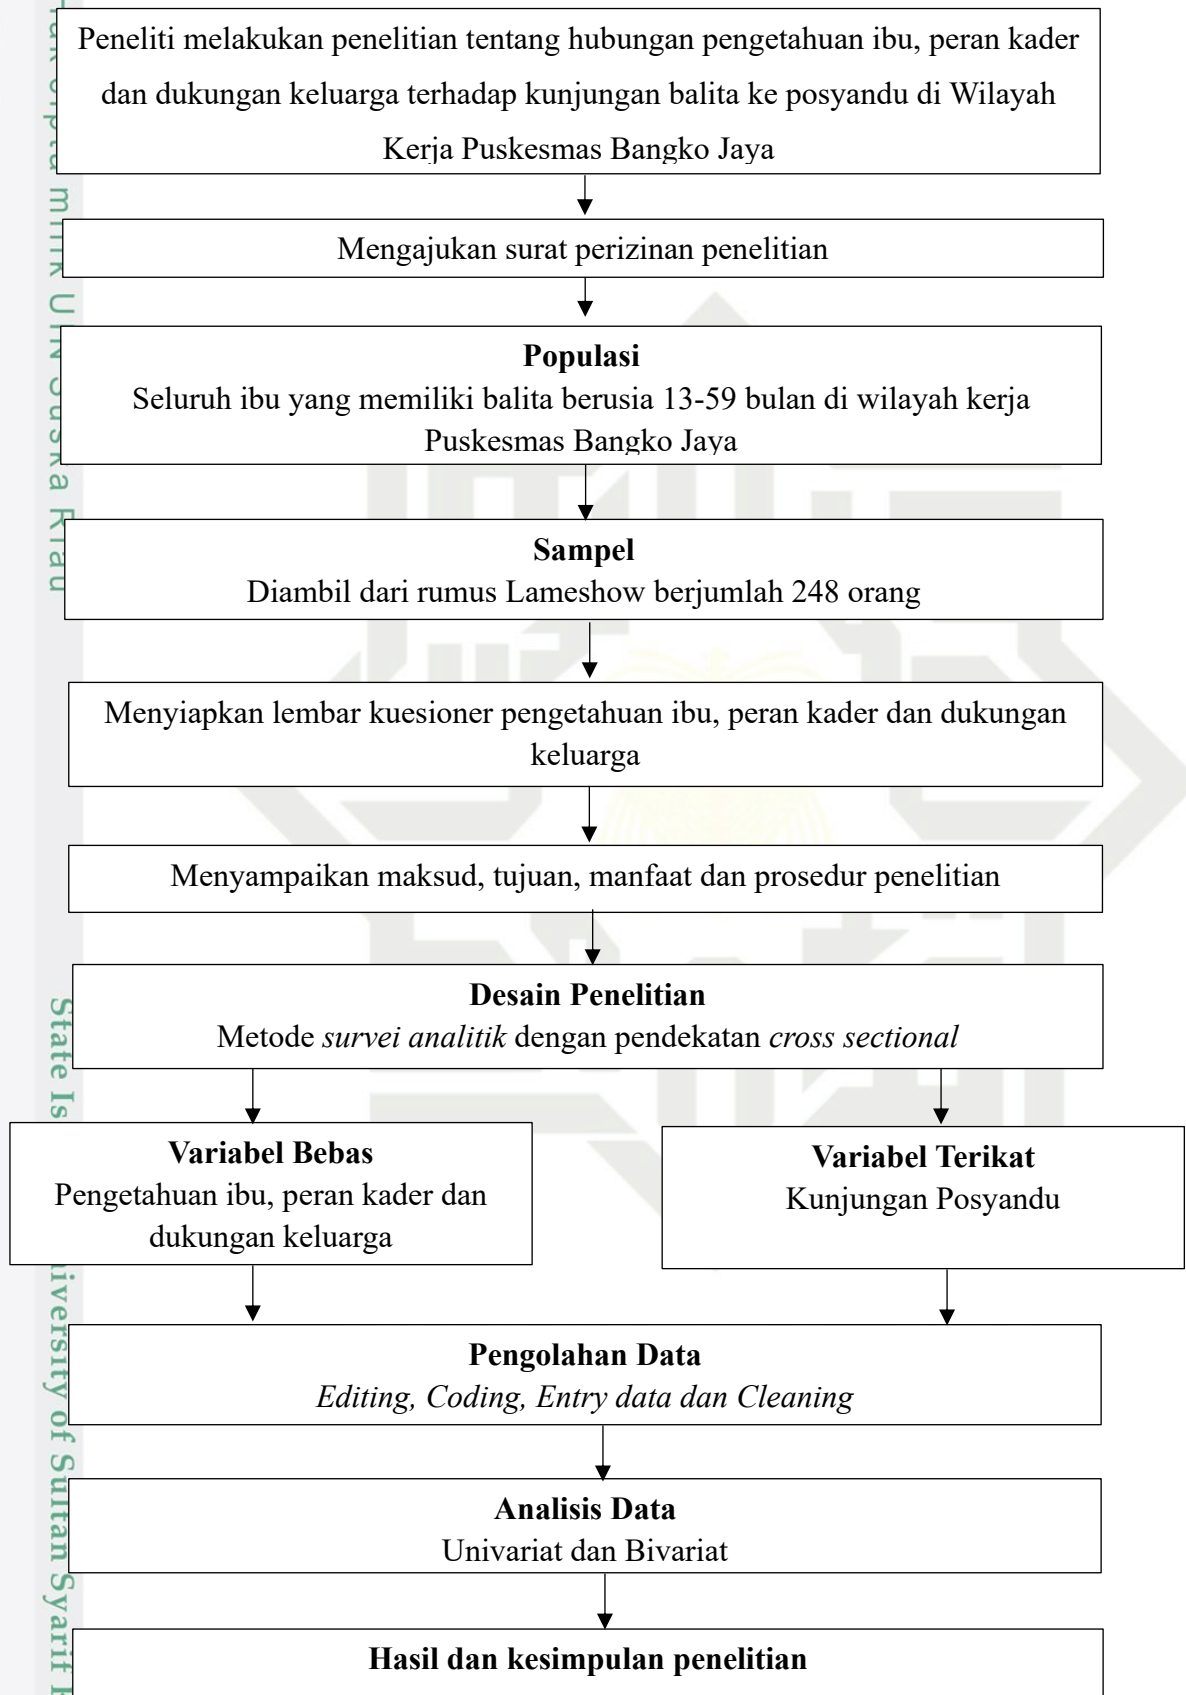 Peneliti melakukan penelitian tentang hubungan pengetahuan ibu, peran kader
dan dukungan keluarga terhadap kunjungan balita ke posyandu di Wilayah
Kerja Puskesmas Bangko Jaya
Mengajukan surat perizinan penelitian
Populasi
Seluruh ibu yang memiliki balita berusia 13-59 bulan di wilayah kerja
Puskesmas Bangko Jaya
Sampel
Diambil dari rumus Lameshow berjumlah 248 orang
Menyiapkan lembar kuesioner pengetahuan ibu, peran kader dan dukungan
keluarga
Menyampaikan maksud, tujuan, manfaat dan prosedur penelitian
Desain Penelitian
Metode survei analitik dengan pendekatan cross sectional
Variabel Bebas
Pengetahuan ibu, peran kader dan
dukungan keluarga
Variabel Terikat
Kunjungan Posyandu
Pengolahan Data
Editing, Coding, Entry data dan Cleaning
Analisis Data
Univariat dan Bivariat
Hasil dan kesimpulan penelitian
milik UIN Suska Riau
State Is
iversity of Sultan Syarif